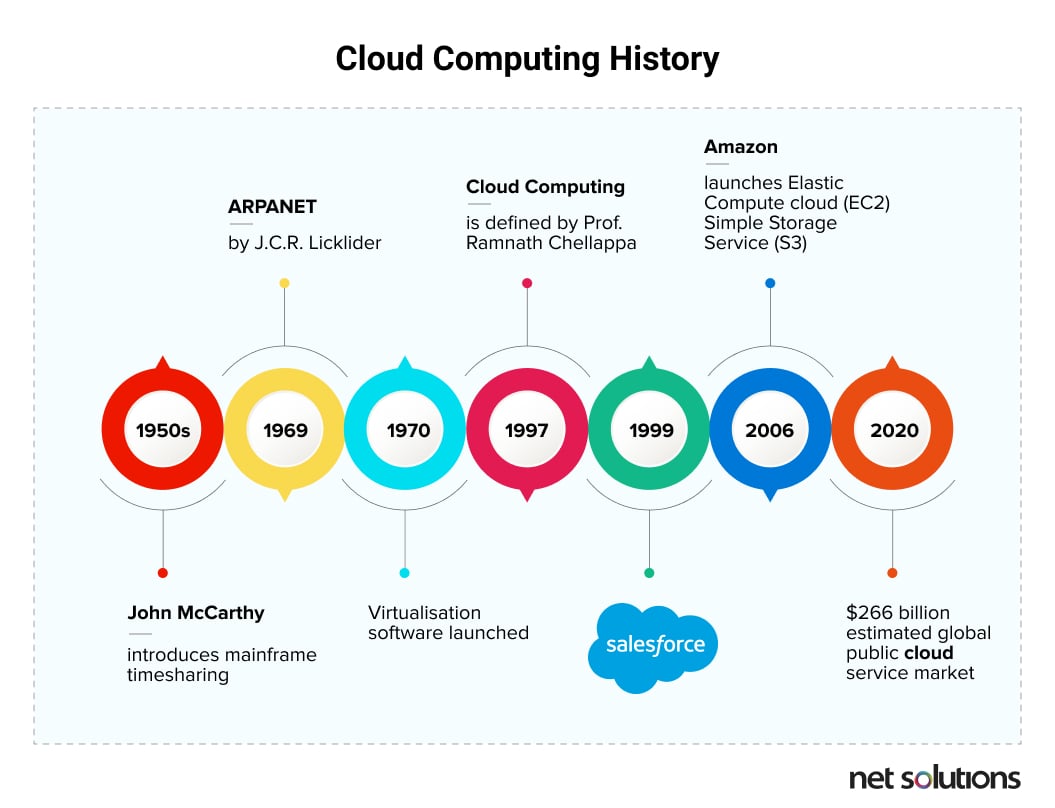 Cloud Computing History
Amazon
launches Elastic
Compute cloud (EC2)
Simple Storage
Service (S3)
Cloud Computing
is defined by Prof.
Ramnath Chellappa
ARPANET
by J.C.R. Licklider
1950s
1969
1970
1997
1999
2006
2020
John McCarthy
introduces mainframe
timesharing
Virtualisation
software launched
salesforce
$266 billion
estimated global
public cloud
service market
net solutions